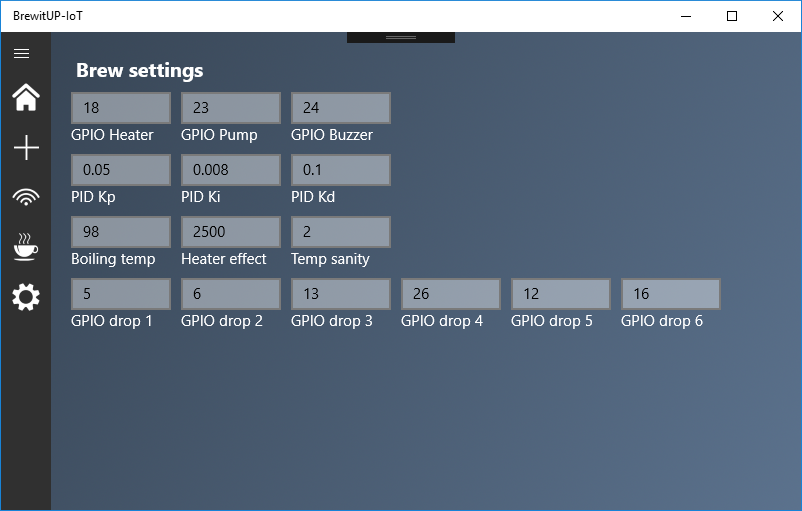 BrewitUP-IoT
Brew settings
18 23 24
GPIO Heater GPIO Pump GPIO Buzzer
0.05 0.008 0.1
PID Kp PID Ki PID Kd
98 2500 2
Boiling temp Heater effect Temp sanity
5 6 13 26 12 16
GPIO drop 1 GPIO drop 2 GPIO drop 3 GPIO drop 4 GPIO drop 5 GPIO drop 6